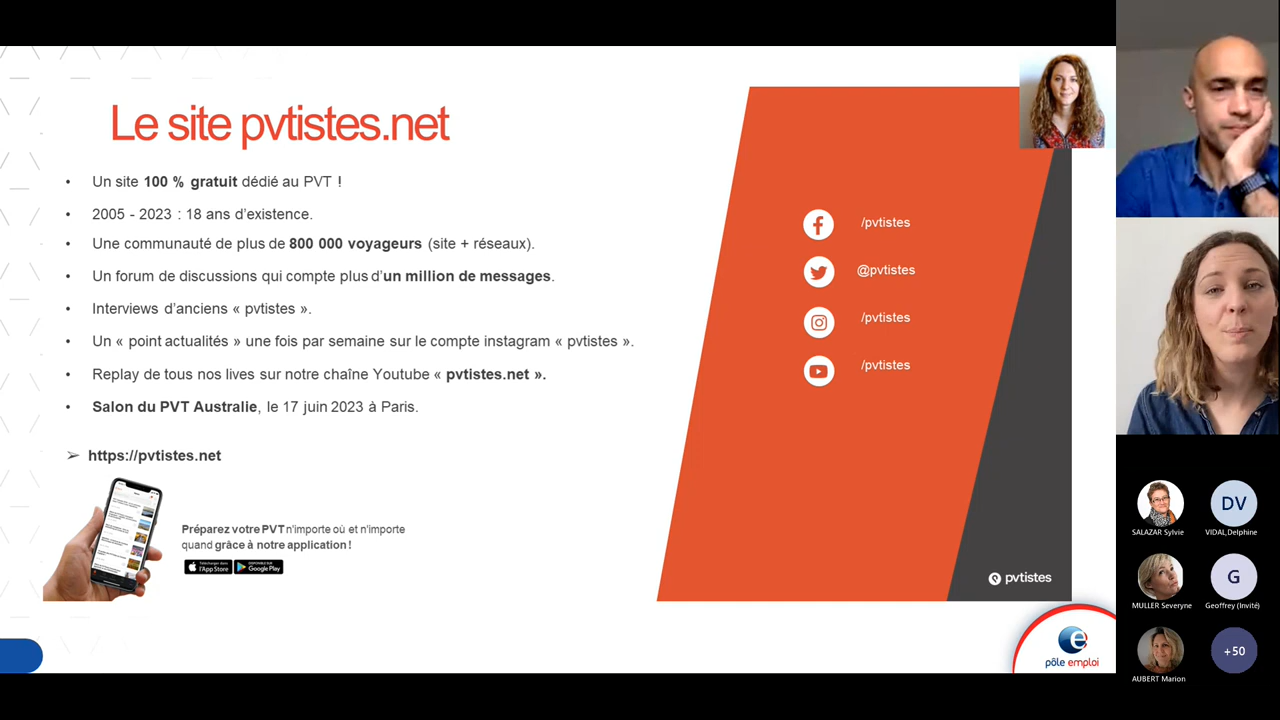 Le site pvtistes.net
• Un site 100 % gratuit dédié au PVT !
• 2005 - 2023 : 18 ans d'existence.
• Une communauté de plus de 800 000 voyageurs (site + réseaux).
• Un forum de discussions qui compte plus d'un million de messages.
• Interviews d'anciens « pvtistes ».
• Un « point actualités » une fois par semaine sur le compte instagram « pvtistes ».
• Replay de tous nos lives sur notre chaîne Youtube « pvtistes.net ».
• Salon du PVT Australie, le 17 juin 2023 à Paris.
➢ https://pvtistes.net
Préparez votre PVT n'importe où et n'importe
quand grâce à notre application !
Télécharger dans
l'App Store
DISPONIBLE SUR
Google Play
/pvtistes
@pvtistes
/pvtistes
/pvtistes
pvtistes
pôle emploi
SALAZAR Sylvie
DV
VIDAL,Delphine
MULLER Severyne
G
Geoffrey (Invité)
AUBERT Marion
+50